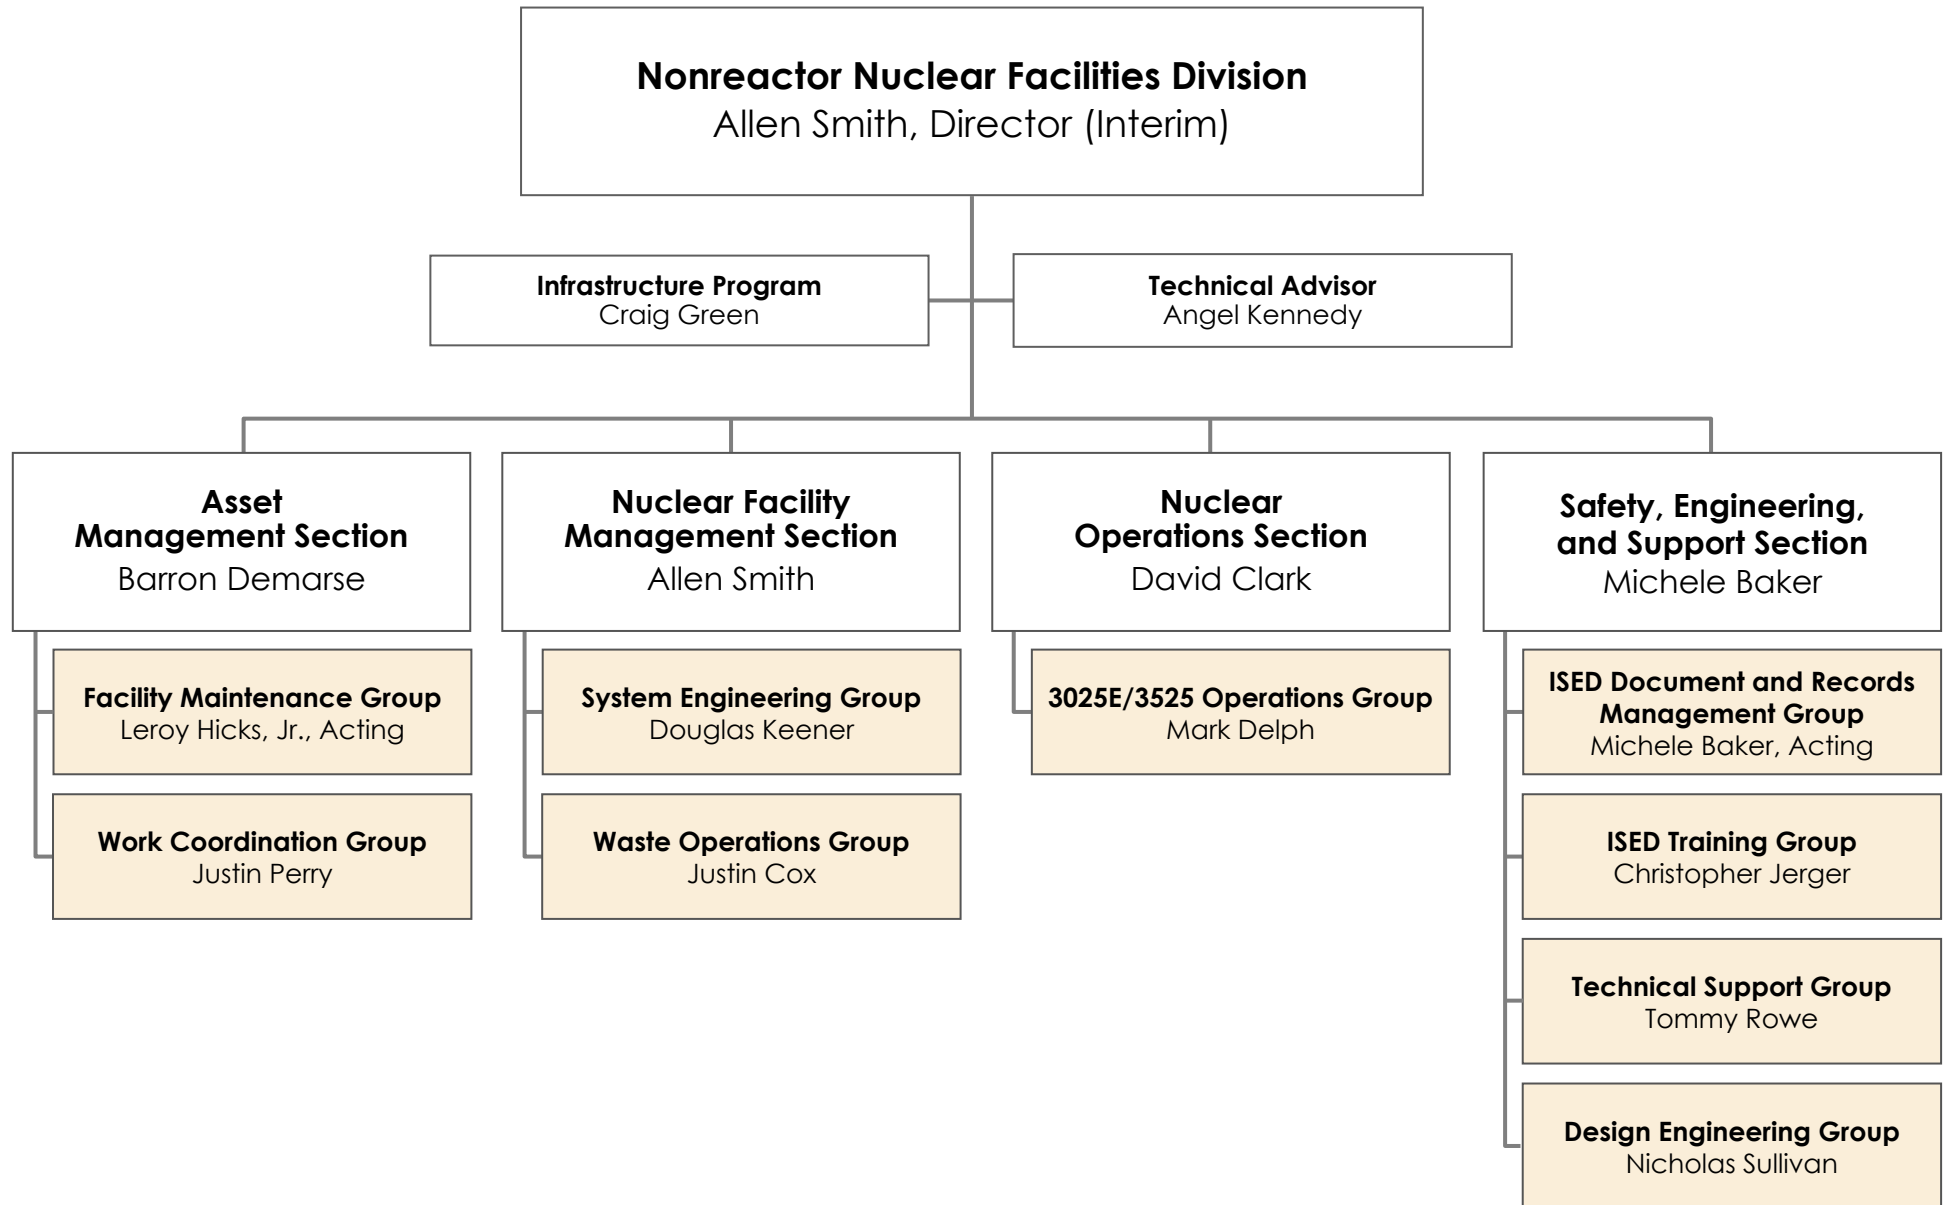 Nonreactor Nuclear Facilities Division
Allen Smith, Director (Interim)
Infrastructure Program
Craig Green
Technical Advisor
Angel Kennedy
Asset
Management Section
Barron Demarse
Facility Maintenance Group
Leroy Hicks, Jr., Acting
Work Coordination Group
Justin Perry
Nuclear Facility
Management Section
Allen Smith
System Engineering Group
Douglas Keener
Waste Operations Group
Justin Cox
Nuclear
Operations Section
David Clark
3025E/3525 Operations Group
Mark Delph
Safety, Engineering,
and Support Section
Michele Baker
ISED Document and Records
Management Group
Michele Baker, Acting
ISED Training Group
Christopher Jerger
Technical Support Group
Tommy Rowe
Design Engineering Group
Nicholas Sullivan